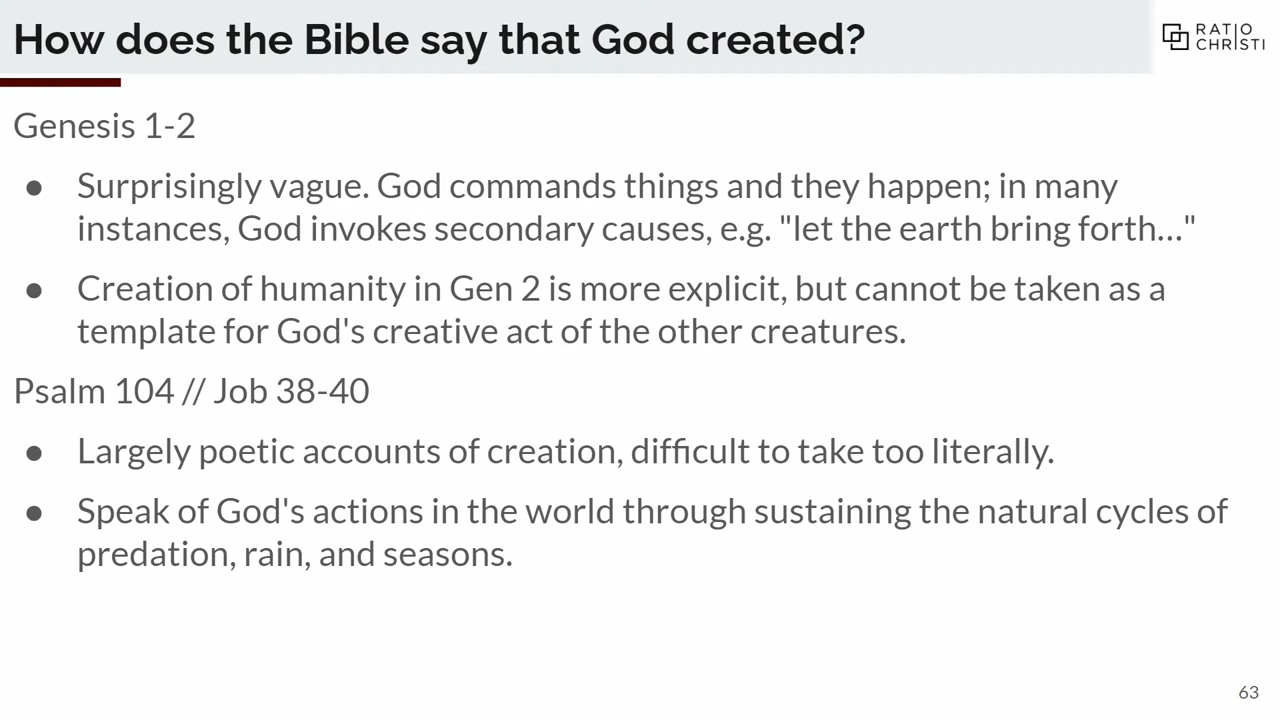 How does the Bible say that God created?
RATIO
CHRISTI
Genesis 1-2
● Surprisingly vague. God commands things and they happen; in many
instances, God invokes secondary causes, e.g. "let the earth bring forth..."
● Creation of humanity in Gen 2 is more explicit, but cannot be taken as a
template for God's creative act of the other creatures.
Psalm 104 // Job 38-40
● Largely poetic accounts of creation, difficult to take too literally.
● Speak of God's actions in the world through sustaining the natural cycles of
predation, rain, and seasons.
63